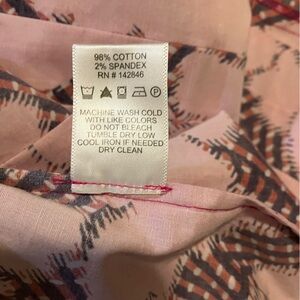 98% COTTON
2% SPANDEX
RN # 142846
P
MACHINE WASH COLD
WITH LIKE COLORS
DO NOT BLEACH
TUMBLE DRY LOW
COOL IRON IF NEEDED
DRY CLEAN